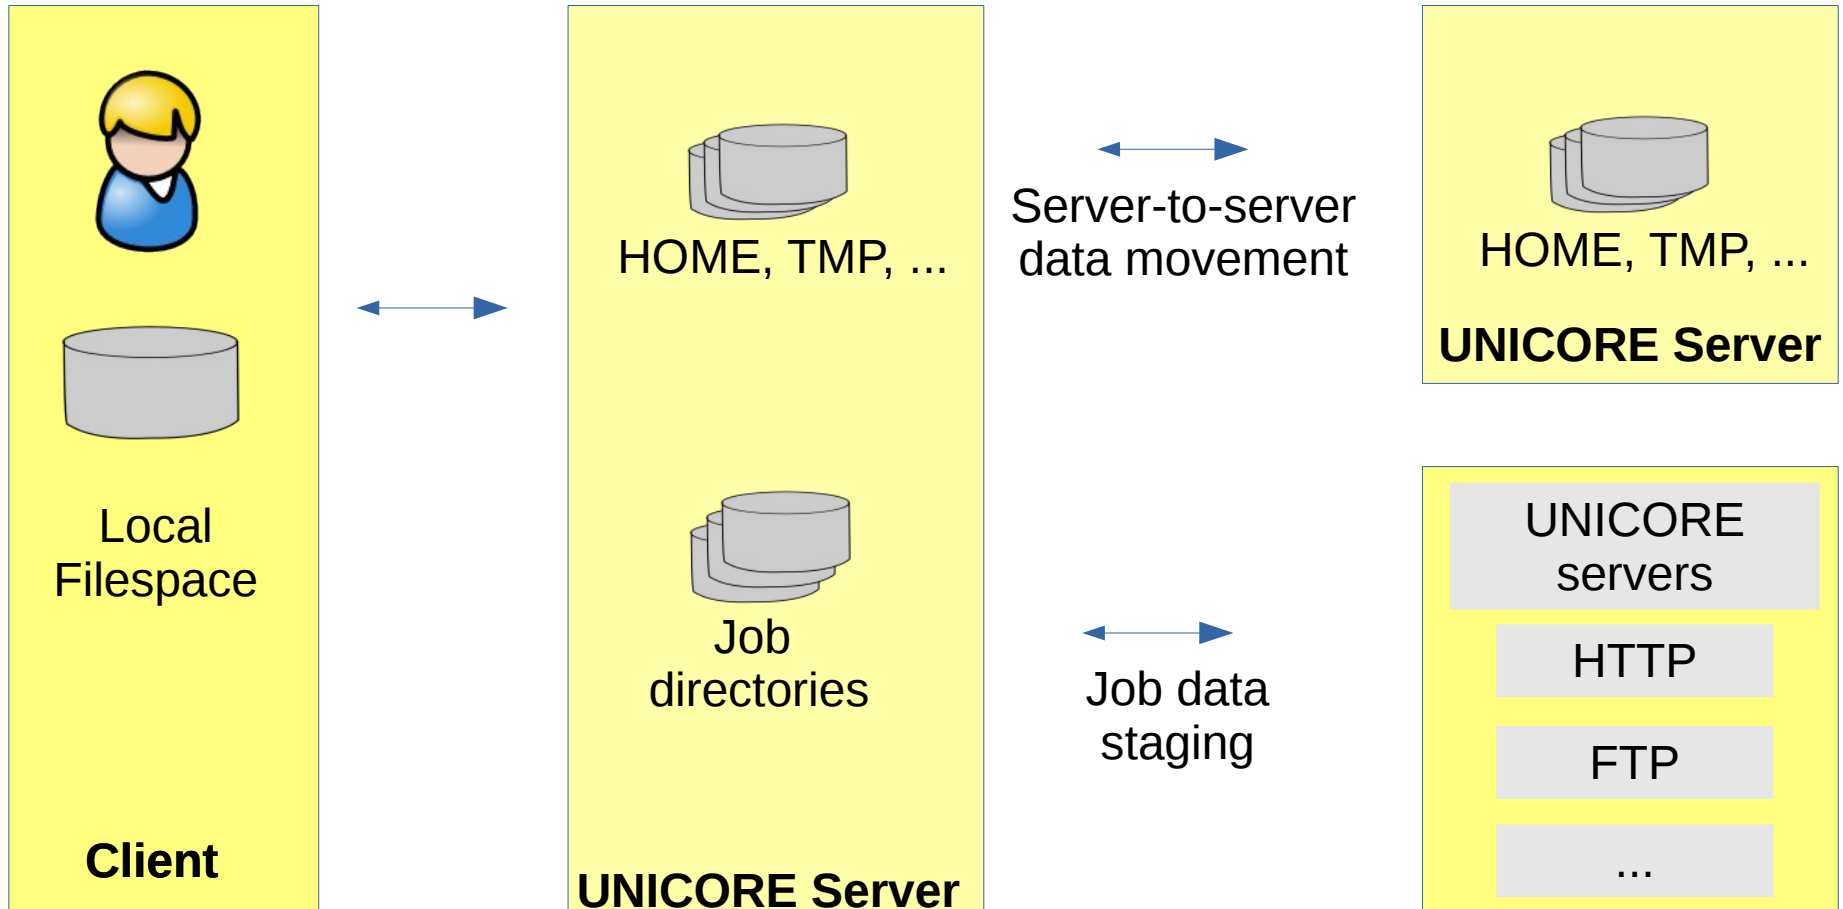 Local
Filespace
Client
HOME, TMP, ...
Job
directories
UNICORE Server
Server-to-server
data movement
Job data
staging
HOME, TMP, ...
UNICORE Server
UNICORE
servers
HTTP
FTP
...